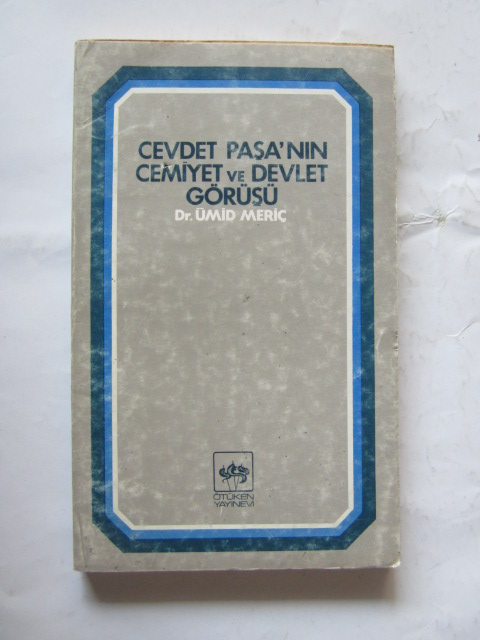 CEVDET PAŞA'NIN
CEMİYET VE DEVLET
GÖRÜŞÜ
Dr. ÜMİD MERİÇ
ÖTÜKEN
YAYINEVİ